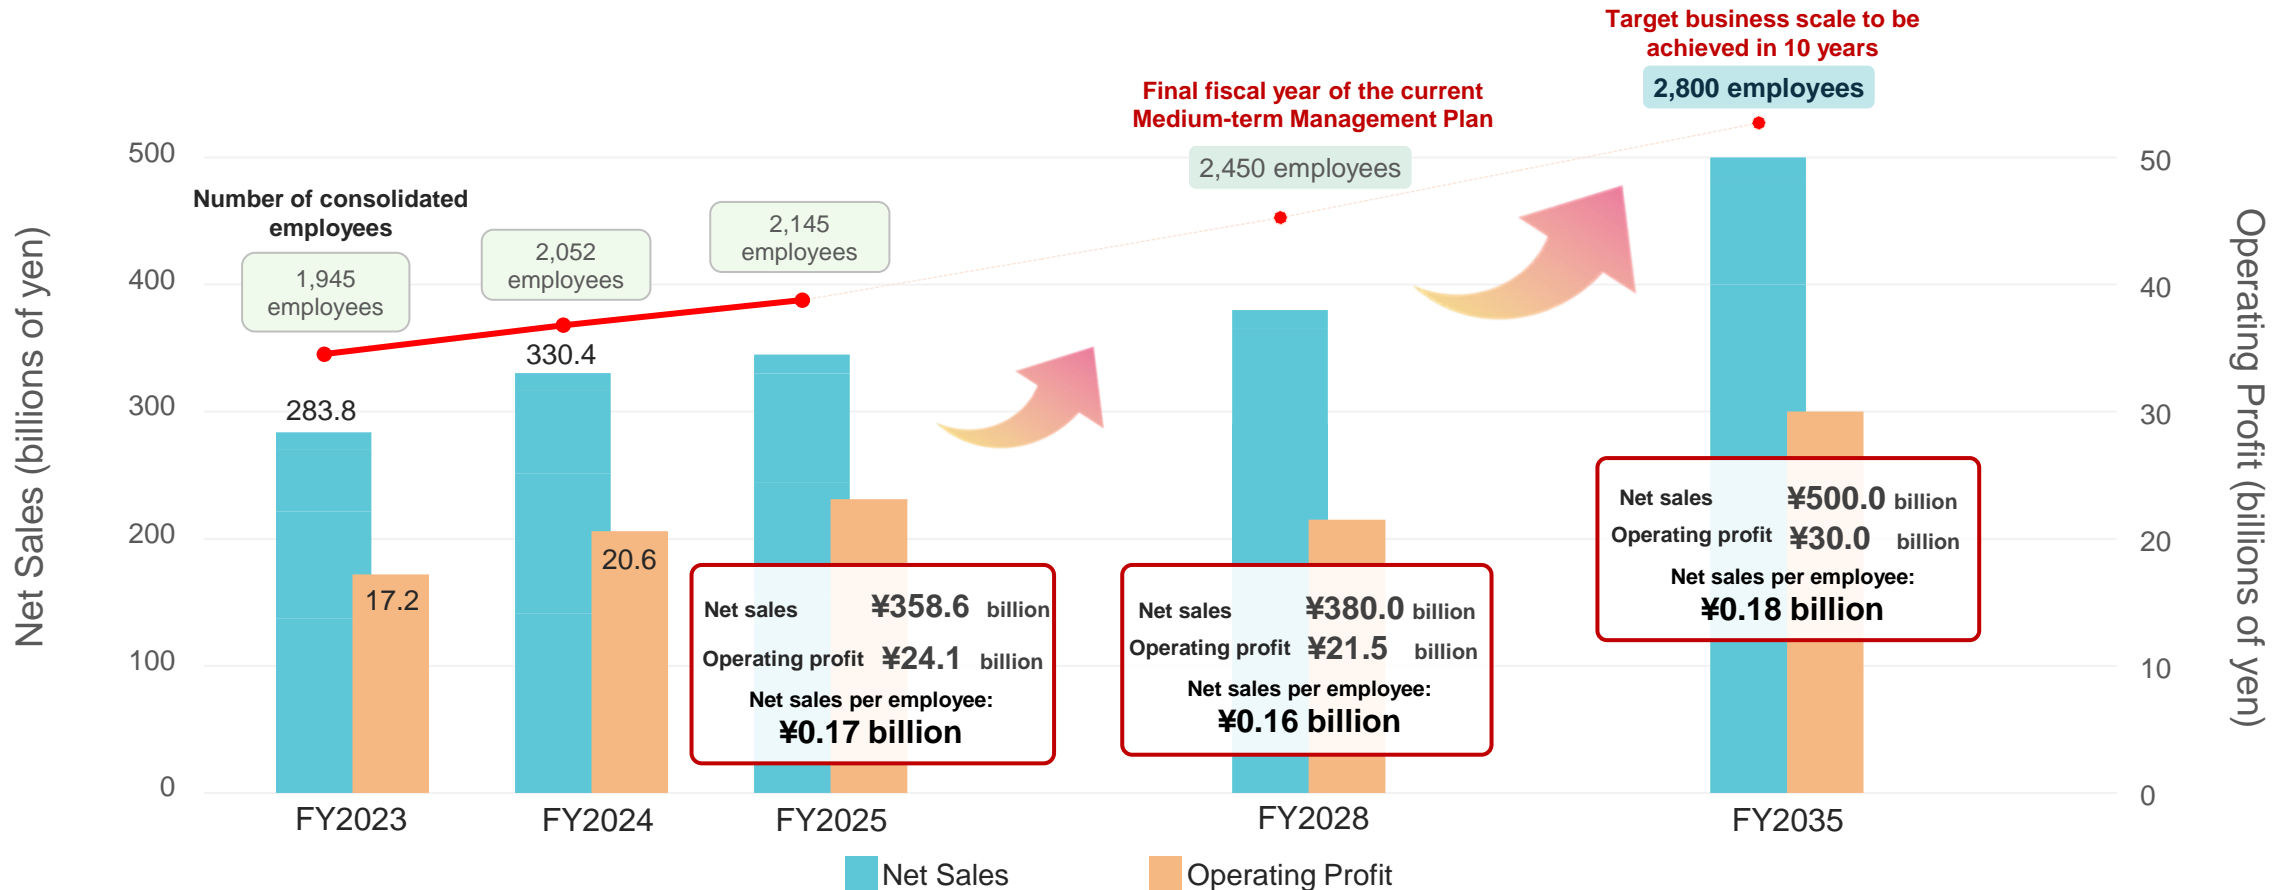 Target business scale to be
achieved in 10 years
2,800 employees
Final fiscal year of the current
Medium-term Management Plan
2,450 employees
Number of consolidated
employees
1,945
employees
2,052
employees
2,145
employees
Net Sales (billions of yen)
500
400
300
200
100
0
Operating Profit (billions of yen)
50
40
30
20
10
0
283.8
17.2
330.4
20.6
Net sales ¥358.6 billion
Operating profit ¥24.1 billion
Net sales per employee:
¥0.17 billion
Net sales ¥380.0 billion
Operating profit ¥21.5 billion
Net sales per employee:
¥0.16 billion
Net sales ¥500.0 billion
Operating profit ¥30.0 billion
Net sales per employee:
¥0.18 billion
FY2023 FY2024 FY2025 FY2028 FY2035
Net Sales Operating Profit